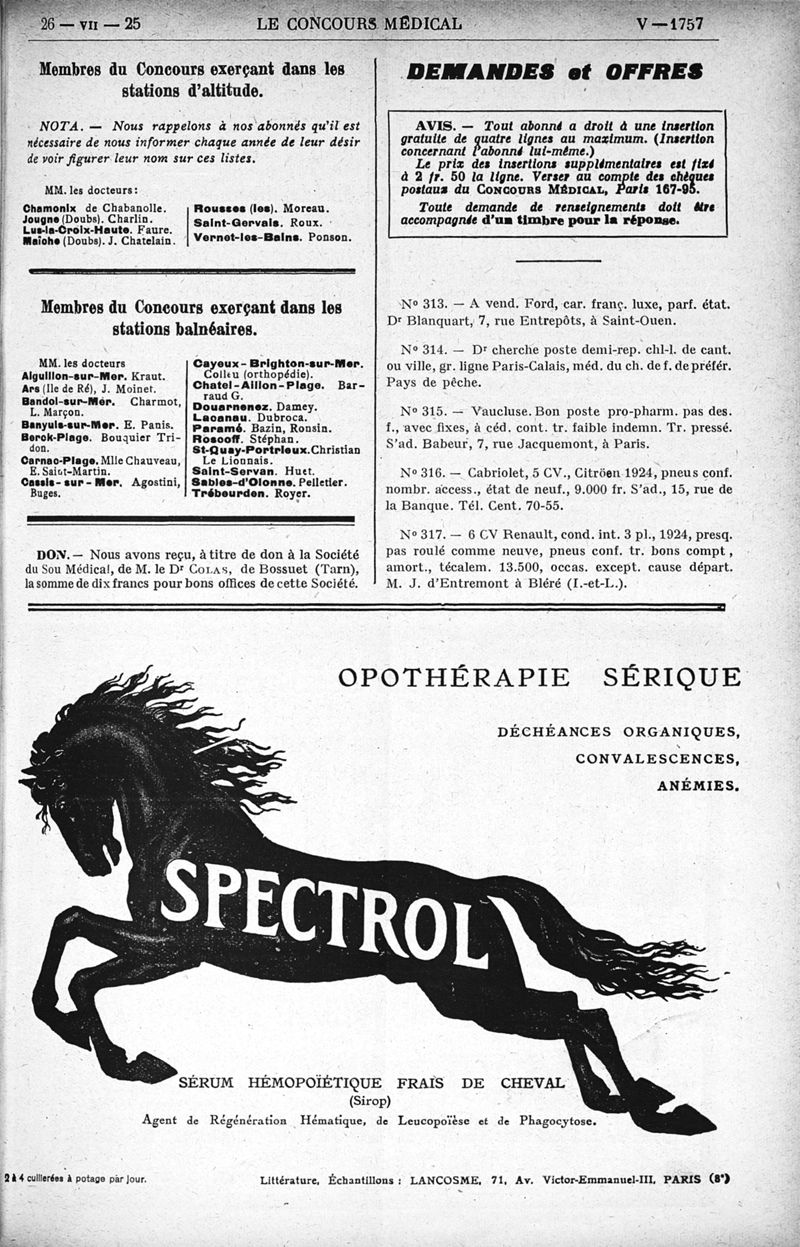 26 — VII — 25
LE CONCOURS MÉDICAL
V — 1757
Membres du Concours exerçant dans les
stations d'altitude.
NOTA. — Nous rappelons à nos abonnés qu'il est
nécessaire de nous informer chaque année de leur désir
de voir figurer leur nom sur ces listes.
MM. les docteurs :
Chamonix de Chabanolle.
Jougne (Doubs). Charlin.
Lus-la-Croix-Haute. Faure.
Maîche (Doubs). J. Chatelain.
Rousses (les). Moreau.
Saint-Gervais. Roux.
Vernet-les-Bains. Ponson.
Membres du Concours exerçant dans les
stations balnéaires.
MM. les docteurs
Aiguillon-sur-Mer. Kraut.
Ars (Ile de Ré), J. Moinet.
Bandol-sur-Mer. Charmot,
L. Marçon.
Banyuls-sur-Mer. E. Panis.
Berck-Plage. Bouquier Tri-
don.
Carnac-Plage. Mlle Chauveau,
E. Saint-Martin.
Cassis-sur-Mer. Agostini,
Buges.
Cayeux-Brighton-sur-Mer.
Colleu (orthopédie).
Chatel-Aillon-Plage. Bar-
raud G.
Douarnenez. Damey.
Lacanau. Dubroca.
Paramé. Bazin, Ronsin.
Roscoff. Stéphan.
St-Quay-Portrieux. Christian
Le Lionnais.
Saint-Servan. Huet.
Sables-d'Olonne. Pelletier.
Trébeurden. Royer.
DON. — Nous avons reçu, à titre de don à la Société
du Sou Médical, de M. le Dr COLAS, de Bossuet (Tarn),
la somme de dix francs pour bons offices de cette Société.
DEMANDES et OFFRES
AVIS. — Tout abonné a droit à une insertion
gratuite de quatre lignes au maximum. (Insertion
concernant l'abonné lui-même.)
Le prix des insertions supplémentaires est fixé
à 2 fr. 50 la ligne. Verser au compte des chèques
postaux du CONCOURS MÉDICAL, Paris 167-95.
Toute demande de renseignements doit être
accompagnée d'un timbre pour la réponse.
N° 313. — A vend. Ford, car. franç. luxe, parf. état.
Dr Blanquart, 7, rue Entrepôts, à Saint-Ouen.
N° 314. — Dr cherche poste demi-rep. chl-l. de cant.
ou ville, gr. ligne Paris-Calais, méd. du ch. de f. de préfér.
Pays de pêche.
N° 315. — Vaucluse. Bon poste pro-pharm. pas des.
f., avec fixes, à céd. cont. tr. faible indemn. Tr. pressé.
S'ad. Babeur, 7, rue Jacquemont, à Paris.
N° 316. — Cabriolet, 5 CV., Citröen 1924, pneus conf.
nombr. access., état de neuf., 9.000 fr. S'ad., 15, rue de
la Banque. Tél. Cent. 70-55.
N° 317. — 6 CV Renault, cond. int. 3 pl., 1924, presq.
pas roulé comme neuve, pneus conf. tr. bons compt,
amort., técalem. 13.500, occas. except. cause départ.
M. J. d'Entremont à Bléré (I.-et-L.).
OPOTHÉRAPIE SÉRIQUE
DÉCHÉANCES ORGANIQUES,
CONVALESCENCES,
ANÉMIES.
SPECTROL
SÉRUM HÉMOPOÏÉTIQUE FRAIS DE CHEVAL
(Sirop)
Agent de Régénération Hématique, de Leucopoïèse et de Phagocytose.
2 à 4 cuillerées à potage par jour.
Littérature, Échantillons : LANCOSME, 71, Av. Victor-Emmanuel-III, PARIS (8e)